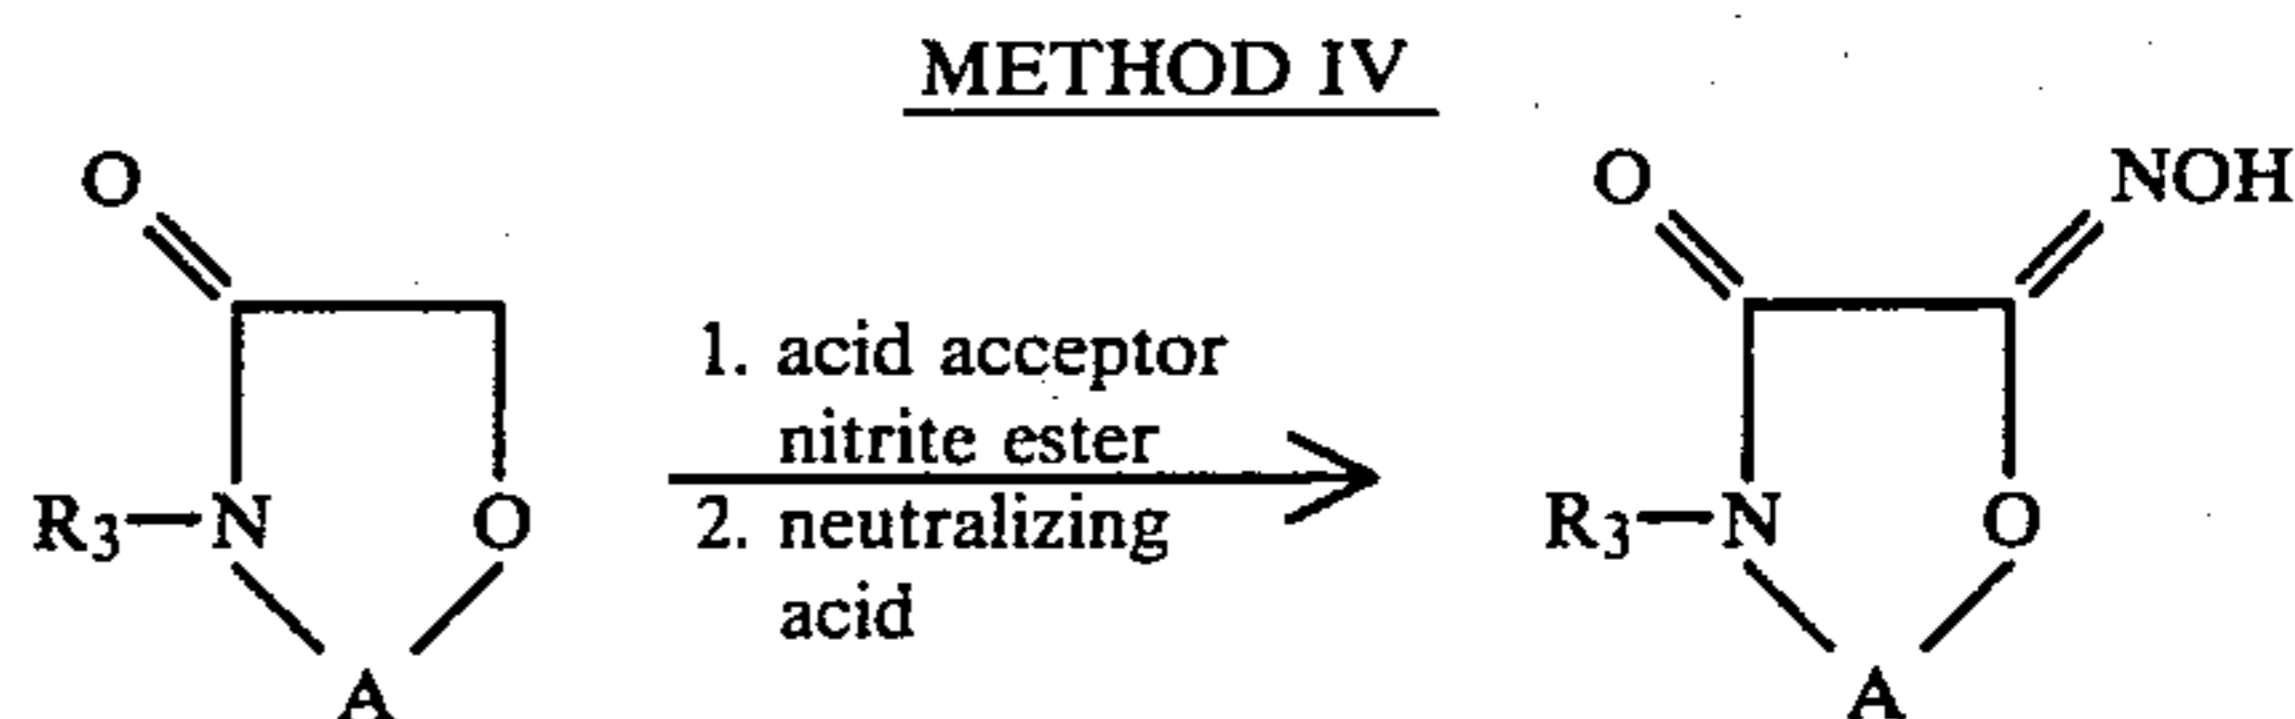 METHOD IV
O
O
NOH
1. acid acceptor
nitrite ester
R3—N
O
2. neutralizing
acid
R3—N
O
A
A